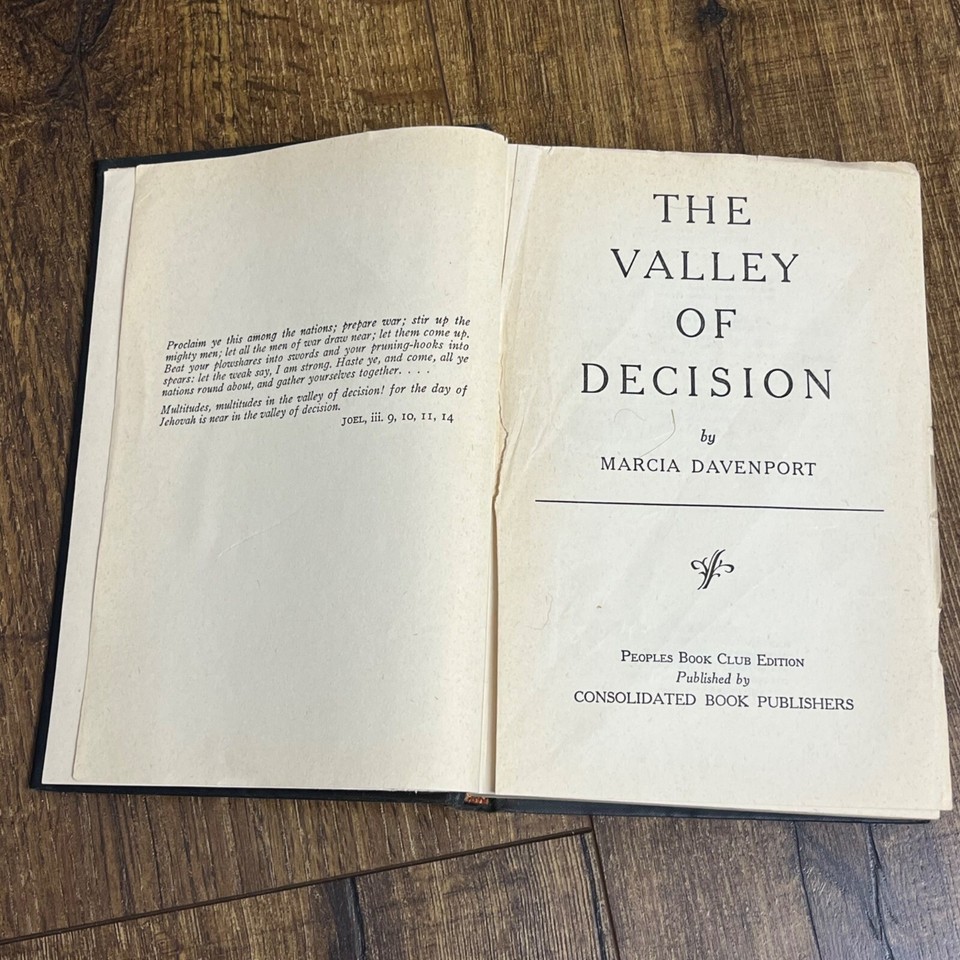 Proclaim ye this among the nations; prepare war; stir up the
mighty men; let all the men of war draw near; let them come up.
Beat your plowshares into swords and your pruning-hooks into
spears: let the weak say, I am strong. Haste ye, and come, all ye
nations round about, and gather yourselves together. . . .
Multitudes, multitudes in the valley of decision! for the day of
Jehovah is near in the valley of decision.
JOEL, iii. 9, 10, 11, 14
THE
VALLEY
OF
DECISION
by
MARCIA DAVENPORT
PEOPLES BOOK CLUB EDITION
Published by
CONSOLIDATED BOOK PUBLISHERS